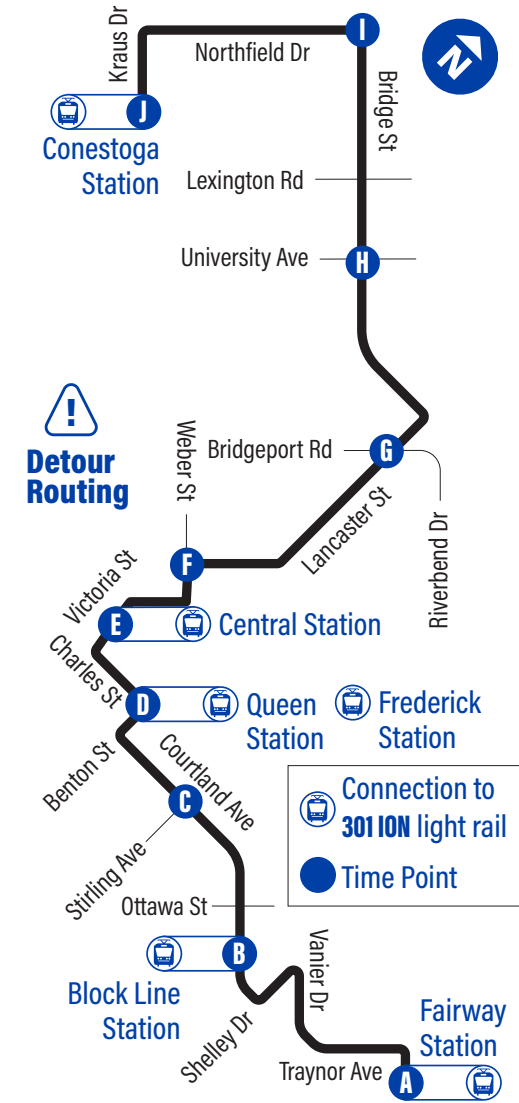 Kraus Dr
Northfield Dr
I
N
J
Conestoga
Station
Bridge St
Lexington Rd
University Ave
H
!
Detour
Routing
Weber St
Bridgeport Rd
G
Lancaster St
Riverbend Dr
F
Victoria St
E
Central Station
Charles St
D
Queen
Station
Frederick
Station
Benton St
Courtland Ave
C
Stirling Ave
Connection to
301 ION light rail
Time Point
Ottawa St
B
Block Line
Station
Shelley Dr
Vanier Dr
Fairway
Station
Traynor Ave
A